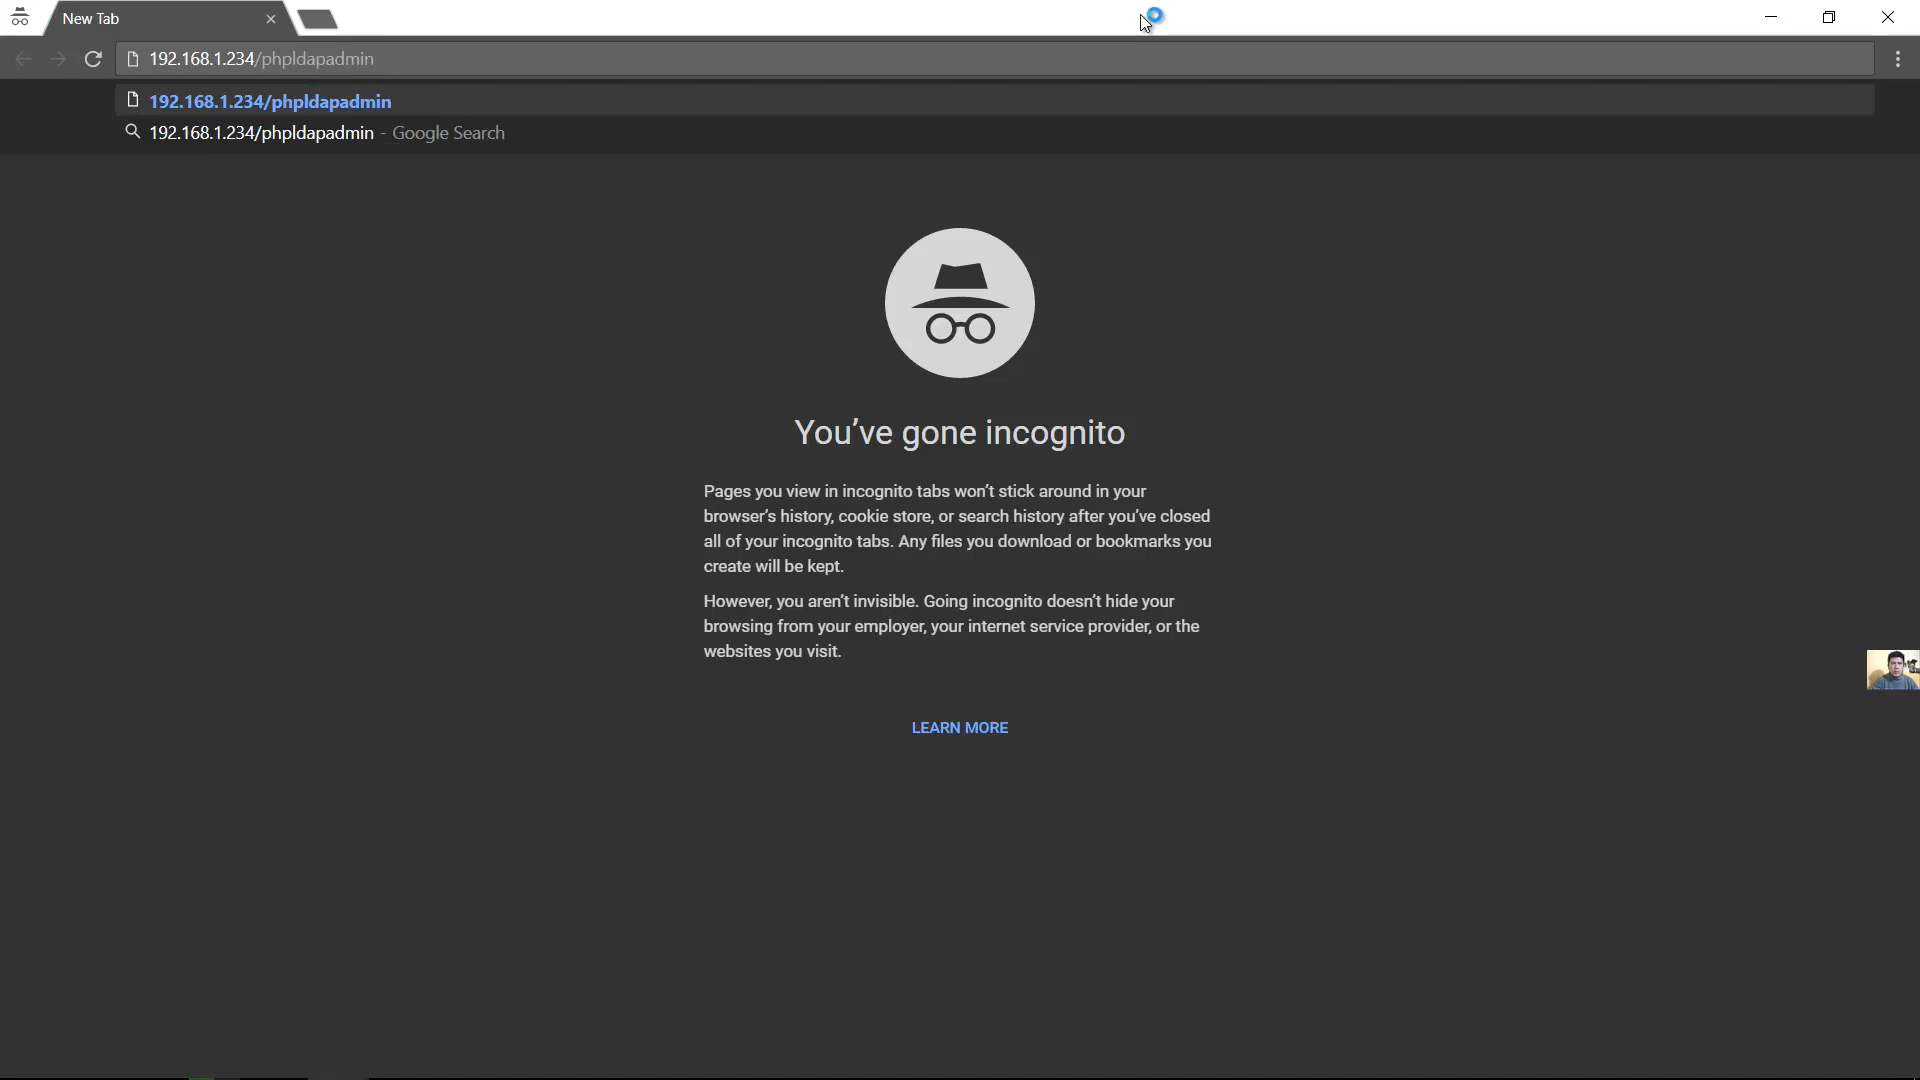 New Tab
192.168.1.234/phpldapadmin
192.168.1.234/phpldapadmin
192.168.1.234/phpldapadmin - Google Search
You've gone incognito
Pages you view in incognito tabs won't stick around in your
browser's history, cookie store, or search history after you've closed
all of your incognito tabs. Any files you download or bookmarks you
create will be kept.
However, you aren't invisible. Going incognito doesn't hide your
browsing from your employer, your internet service provider, or the
websites you visit.
LEARN MORE